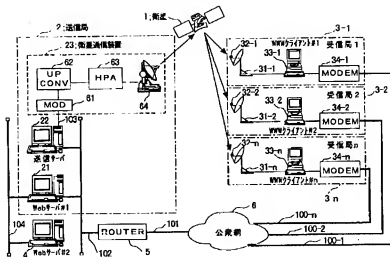 1;衛星
2;送信局
23;衛星通信装置
62
63
UP CONV
HPA
MOD
61
64
103
22
送信サーバ
21
Webサーバ#1
104
Webサーバ#2
4
102
ROUTER
5
101
6
公衆網
3-1
受信局1
32-1
WWWクライアント#1
33-1
34-1
31-1
MODEM
受信局2
32-2
33-2
34-2
31-2
MODEM
WWWクライアント#2
受信局n
32-n
33-n
34-n
31-n
MODEM
WWWクライアント#n
3-n
100-n
100-2
100-1